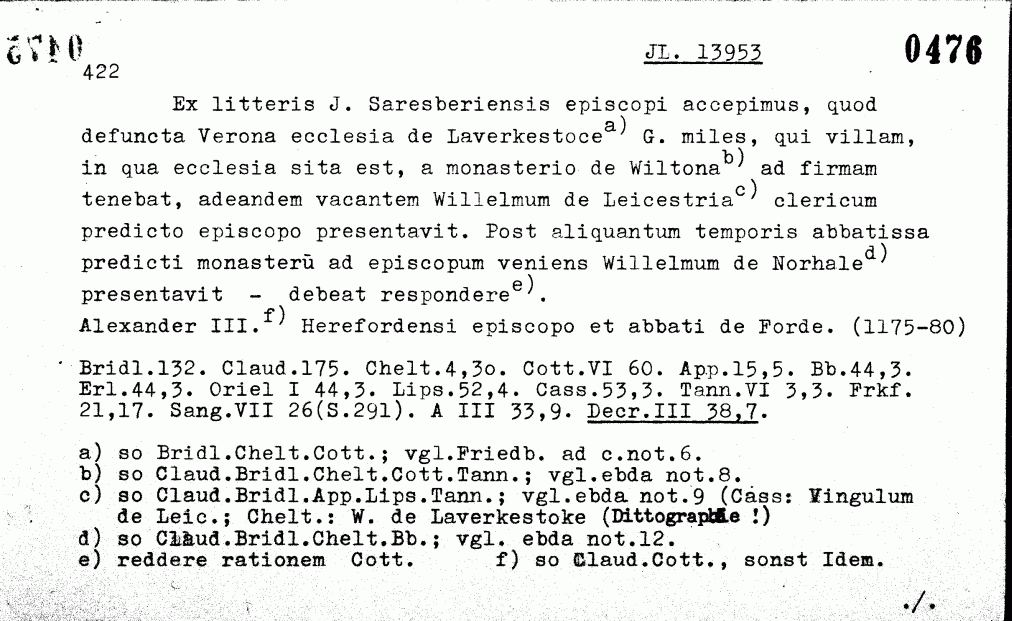 0475
JL. 13953
0476
422
Ex litteris J. Saresberiensis episcopi accepimus, quod
defuncta Verona ecclesia de Laverkestoce a) G. miles, qui villam,
in qua ecclesia sita est, a monasterio de Wiltona b) ad firmam
tenebat, adeandem vacantem Willelmum de Leicestria c) clericum
predicto episcopo presentavit. Post aliquantum temporis abbatissa
predicti monasterū ad episcopum veniens Willelmum de Norhale d)
presentavit - debeat respondere e).
Alexander III. f) Herefordensi episcopo et abbati de Forde. (1175-80)
Bridl.132. Claud.175. Chelt.4,3o. Cott.VI 60. App.15,5. Bb.44,3.
Erl.44,3. Oriel I 44,3. Lips.52,4. Cass.53,3. Tann.VI 3,3. Frkf.
21,17. Sang.VII 26(S.291). A III 33,9. Decr.III 38,7.
a) so Bridl.Chelt.Cott.; vgl.Friedb. ad c.not.6.
b) so Claud.Bridl.Chelt.Cott.Tann.; vgl.ebda not.8.
c) so Claud.Bridl.App.Lips.Tann.; vgl.ebda not.9 (Cass: Vingulum
de Leic.; Chelt.: W. de Laverkestoke (Dittographie !)
d) so Claud.Bridl.Chelt.Bb.; vgl. ebda not.12.
e) reddere rationem Cott. f) so Claud.Cott., sonst Idem.
./.